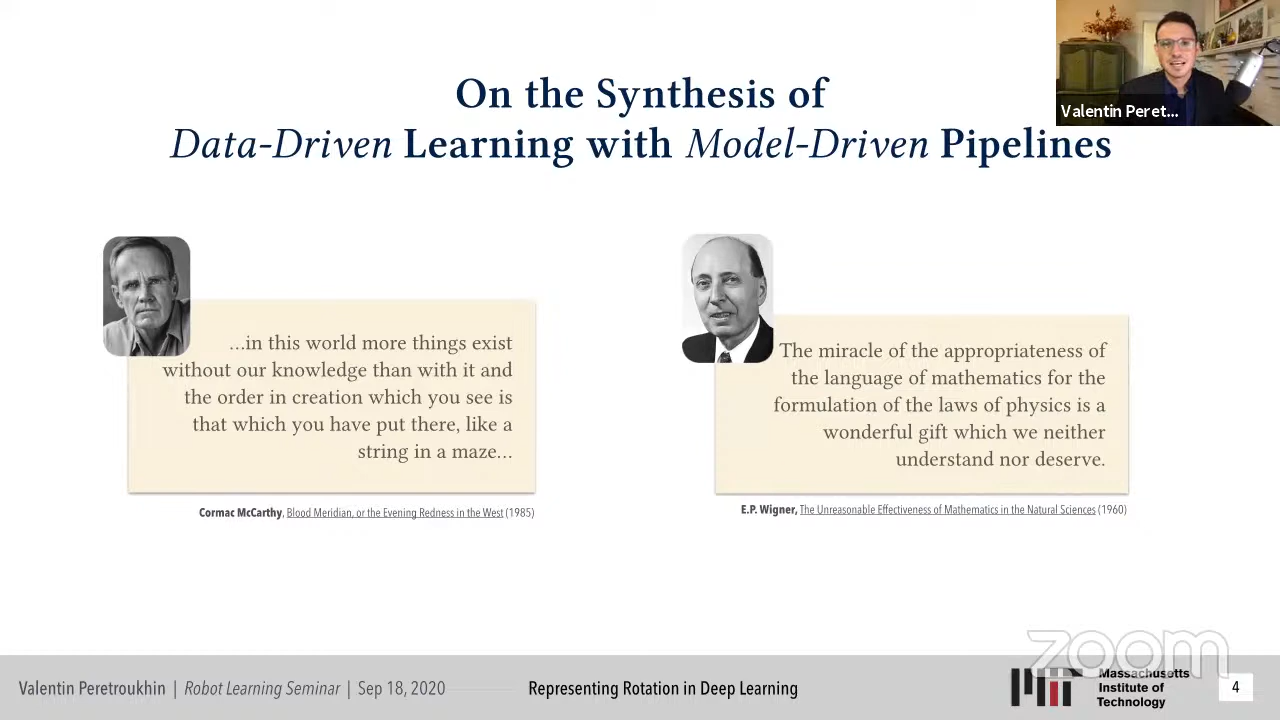 On the Synthesis of
Data-Driven Learning with Model-Driven Pipelines
Valentin Peret...
...in this world more things exist
without our knowledge than with it and
the order in creation which you see is
that which you have put there, like a
string in a maze...
Cormac McCarthy, Blood Meridian, or the Evening Redness in the West (1985)
The miracle of the appropriateness of
the language of mathematics for the
formulation of the laws of physics is a
wonderful gift which we neither
understand nor deserve.
E.P. Wigner, The Unreasonable Effectiveness of Mathematics in the Natural Sciences (1960)
zoom
Valentin Peretroukhin | Robot Learning Seminar | Sep 18, 2020
Representing Rotation in Deep Learning
MIT
Massachusetts
Institute of
Technology
4